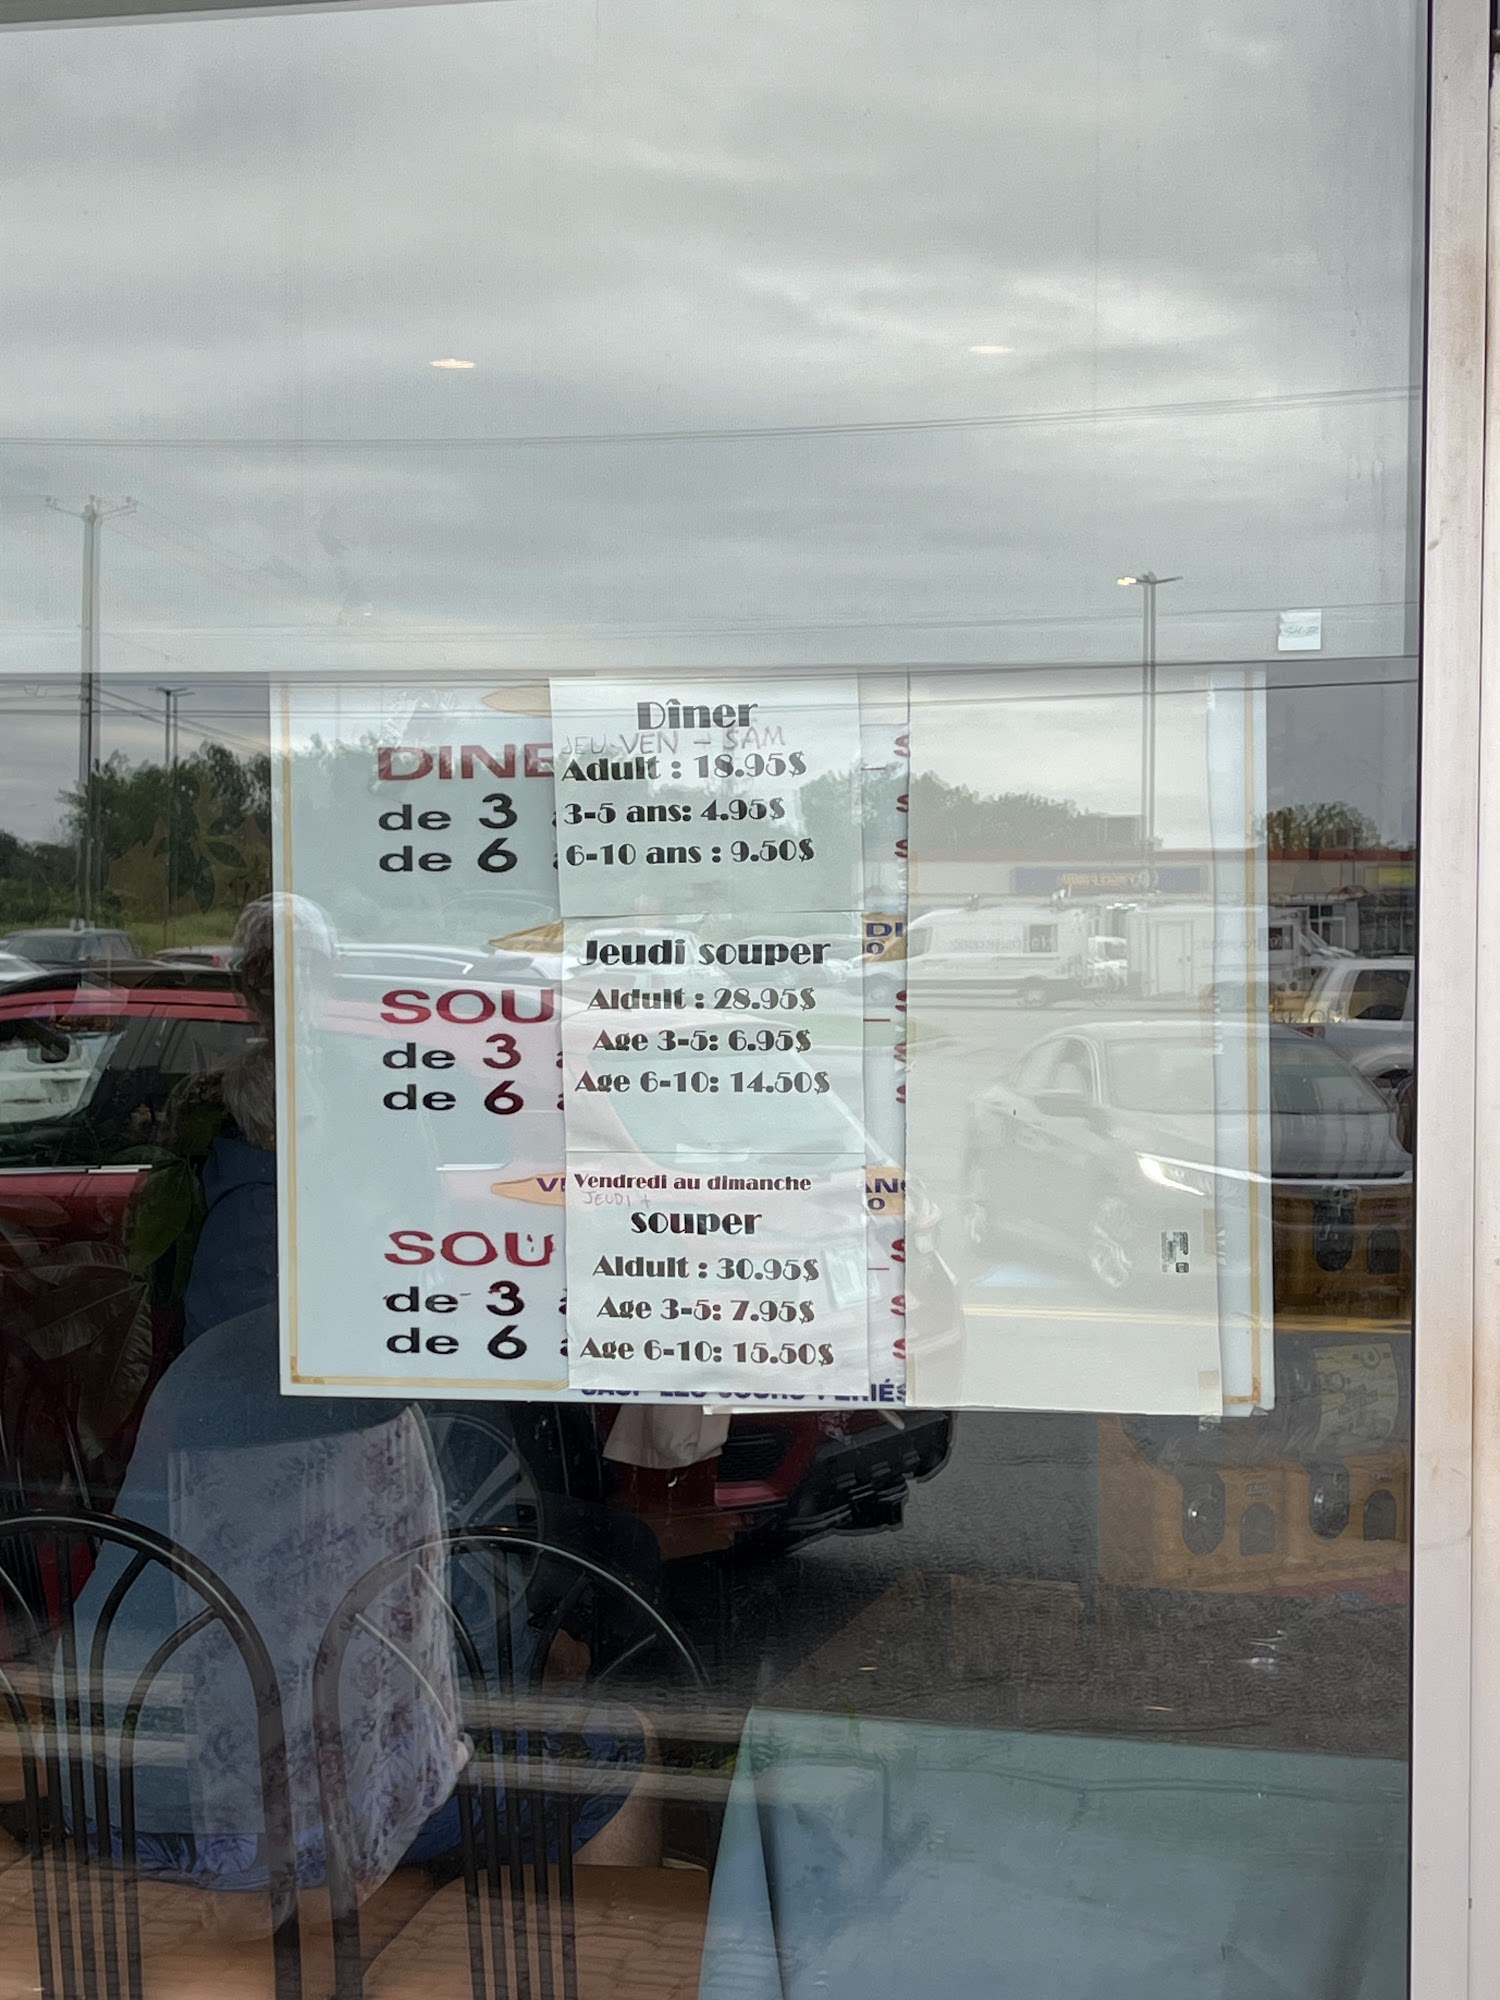 Dîner
JEU-VEN - SAM
Adult : 18.95$
3-5 ans: 4.95$
6-10 ans : 9.50$
Jeudi souper
Aldult : 28.95$
Age 3-5: 6.95$
Age 6-10: 14.50$
Vendredi au dimanche
JEUDI +
souper
Aldult : 30.95$
Age 3-5: 7.95$
Age 6-10: 15.50$
DINE
de 3
de 6
SOU
de 3
de 6
SOU
de 3
de 6